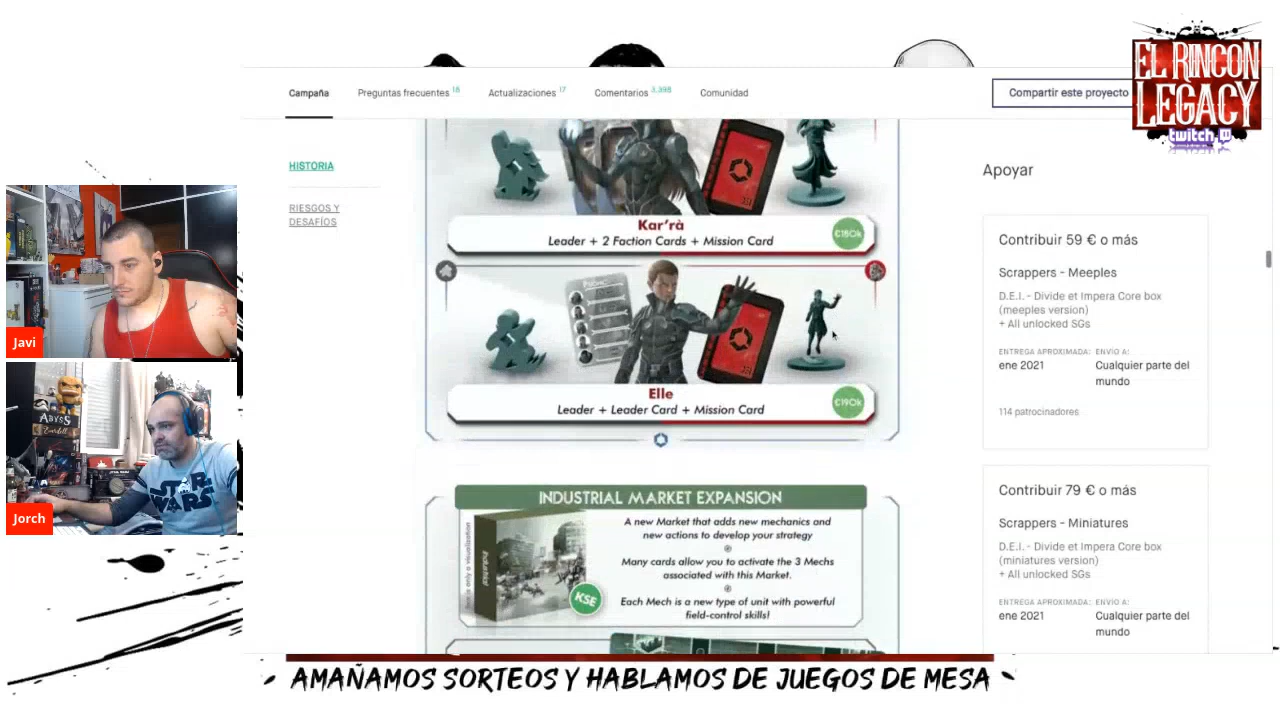 EL RINCON
LEGACY
twitch
Campaña
Preguntas frecuentes 18
Actualizaciones 17
Comentarios 3,398
Comunidad
Compartir este proyecto
HISTORIA
RIESGOS Y
DESAFÍOS
Kar'rà
Leader + 2 Faction Cards + Mission Card
€180k
Elle
Leader + Leader Card + Mission Card
€190k
INDUSTRIAL MARKET EXPANSION
A new Market that adds new mechanics and
new actions to develop your strategy
Many cards allow you to activate the 3 Mechs
associated with this Market.
Each Mech is a new type of unit with powerful
field-control skills!
Industrial
KSE
Apoyar
Contribuir 59 € o más
Scrappers - Meeples
D.E.I. - Divide et Impera Core box
(meeples version)
+ All unlocked SGs
ENTREGA APROXIMADA:
ene 2021
ENVÍO A:
Cualquier parte del
mundo
114 patrocinadores
Contribuir 79 € o más
Scrappers - Miniatures
D.E.I. - Divide et Impera Core box
(miniatures version)
+ All unlocked SGs
ENTREGA APROXIMADA:
ene 2021
ENVÍO A:
Cualquier parte del
mundo
Javi
ABYSS
STAR
WARS
Jorch
AMAÑAMOS SORTEOS Y HABLAMOS DE JUEGOS DE MESA